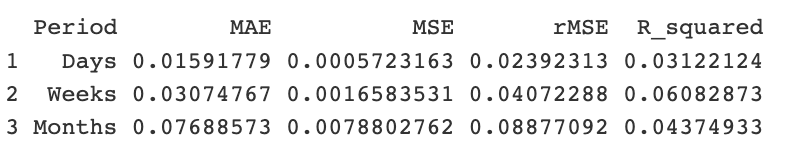 Period MAE MSE rMSE R_squared
1 Days 0.01591779 0.0005723163 0.02392313 0.03122124
2 Weeks 0.03074767 0.0016583531 0.04072288 0.06082873
3 Months 0.07688573 0.0078802762 0.08877092 0.04374933